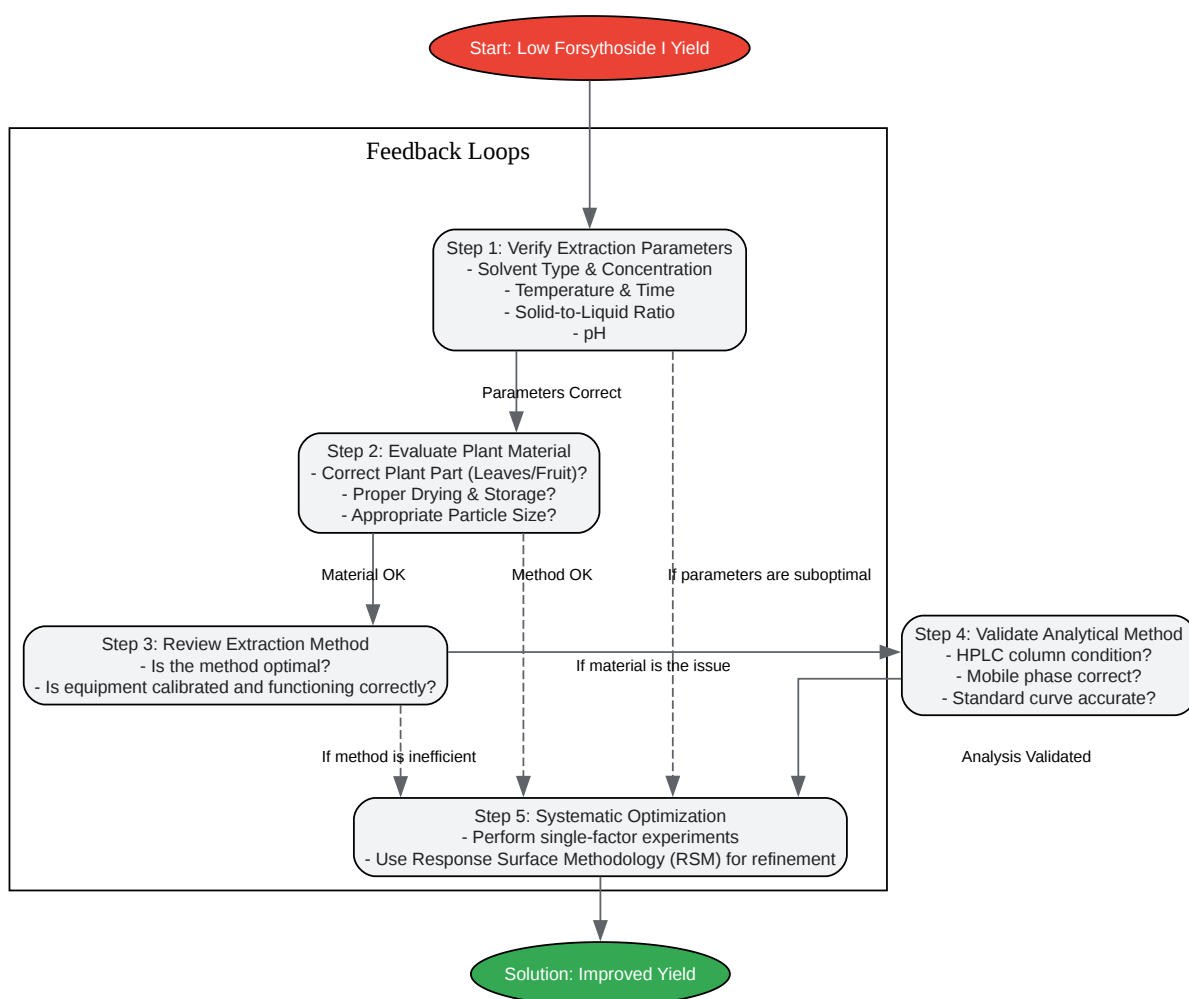 Start: Low Forsythoside I Yield
Feedback Loops
Step 1: Verify Extraction Parameters
- Solvent Type & Concentration
- Temperature & Time
- Solid-to-Liquid Ratio
- pH
Parameters Correct
Step 2: Evaluate Plant Material
- Correct Plant Part (Leaves/Fruit)?
- Proper Drying & Storage?
- Appropriate Particle Size?
Material OK
Method OK
If parameters are suboptimal
Step 3: Review Extraction Method
- Is the method optimal?
- Is equipment calibrated and functioning correctly?
If material is the issue
Step 4: Validate Analytical Method
- HPLC column condition?
- Mobile phase correct?
- Standard curve accurate?
If method is inefficient
Analysis Validated
Step 5: Systematic Optimization
- Perform single-factor experiments
- Use Response Surface Methodology (RSM) for refinement
Solution: Improved Yield